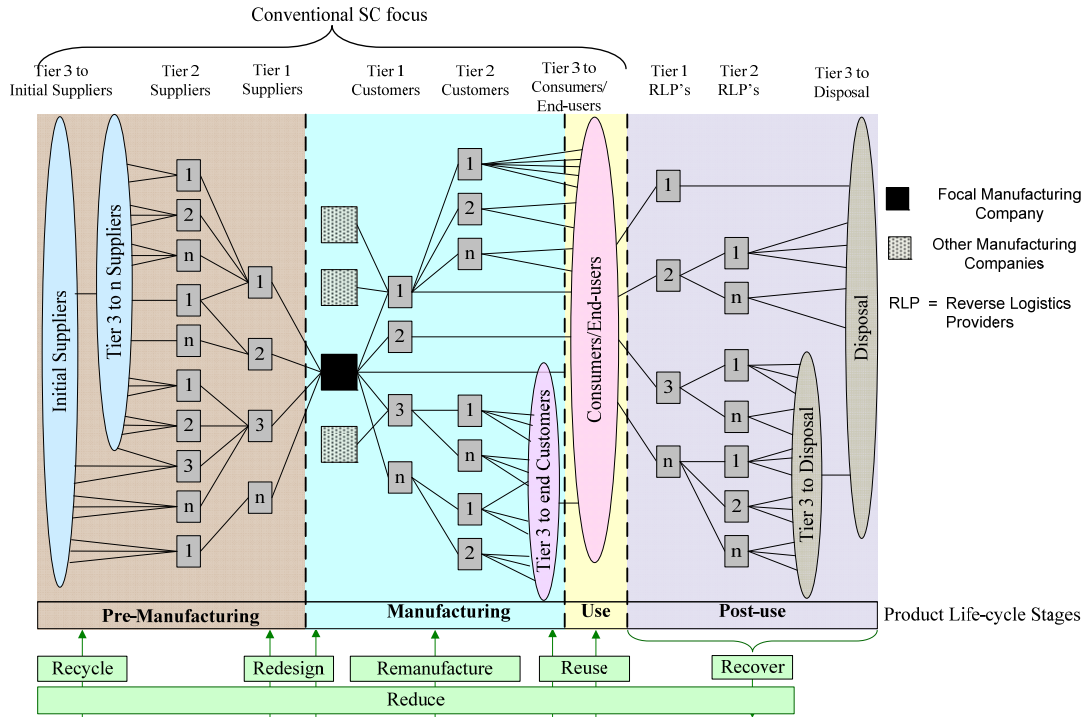 Conventional SC focus
Tier 3 to
Initial Suppliers
Tier 2
Suppliers
Tier 1
Suppliers
Tier 1
Customers
Tier 2
Customers
Tier 3 to
Consumers/
End-users
Tier 1
RLP's
Tier 2
RLP's
Tier 3 to
Disposal
Initial Suppliers
Tier 3 to n Suppliers
1
2
n
1
n
1
2
3
n
1
1
2
3
n
1
2
3
n
1
2
n
1
n
1
2
Tier 3 to end Customers
Consumers/End-users
1
2
3
n
1
n
1
n
1
2
n
Tier 3 to Disposal
Disposal
Focal Manufacturing
Company
Other Manufacturing
Companies
RLP = Reverse Logistics
Providers
Pre-Manufacturing
Manufacturing
Use
Post-use
Product Life-cycle Stages
Recycle
Redesign
Remanufacture
Reuse
Recover
Reduce